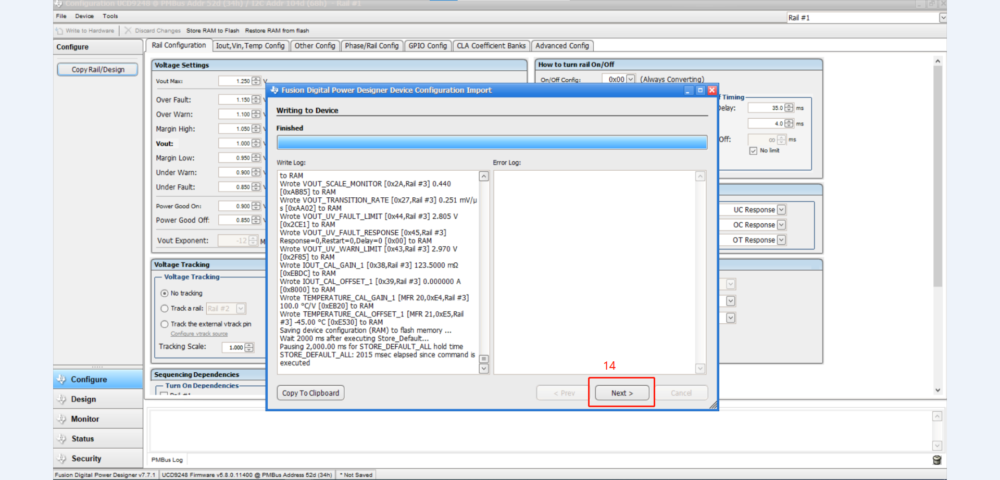 Configuration UCD9248 @ PMBus Addr 52d (34h) / I2C Addr 104d (68h) - Rail #1
File Device Tools
Rail #1
Write to Hardware Discard Changes Store RAM to Flash Restore RAM from flash
Configure
Copy Rail/Design
Rail Configuration Iout,Vin,Temp Config Other Config Phase/Rail Config GPIO Config CLA Coefficient Banks Advanced Config
Voltage Settings
Vout Max: 1.250 V
Over Fault: 1.150
Over Warn: 1.100
Margin High: 1.050
Vout: 1.000
Margin Low: 0.950
Under Warn: 0.900
Under Fault: 0.850
Power Good On: 0.900
Power Good Off: 0.850
Vout Exponent: -12 M
Voltage Tracking
Voltage Tracking
No tracking
Track a rail: Rail #2
Track the external vtrack pin
Configure vtrack source
Tracking Scale: 1.000
Sequencing Dependencies
Turn On Dependencies
Rail #1
How to turn rail On/Off
On/Off Config: 0x00 (Always Converting)
Timing
Delay: 35.0 ms
4.0 ms
Off: ∞ ms
No limit
UC Response
OC Response
OT Response
Fusion Digital Power Designer Device Configuration Import
Writing to Device
Finished
Write Log:
to RAM
Wrote VOUT_SCALE_MONITOR [0x2A,Rail #3] 0.440
[0xAB85] to RAM
Wrote VOUT_TRANSITION_RATE [0x27,Rail #3] 0.251 mV/µ
s [0xAA02] to RAM
Wrote VOUT_UV_FAULT_LIMIT [0x44,Rail #3] 2.805 V
[0x2CE1] to RAM
Wrote VOUT_UV_FAULT_RESPONSE [0x45,Rail #3]
Response=0,Restart=0,Delay=0 [0x00] to RAM
Wrote VOUT_UV_WARN_LIMIT [0x43,Rail #3] 2.970 V
[0x2F85] to RAM
Wrote IOUT_CAL_GAIN_1 [0x38,Rail #3] 123.5000 mΩ
[0xEBDC] to RAM
Wrote IOUT_CAL_OFFSET_1 [0x39,Rail #3] 0.000000 A
[0x8000] to RAM
Wrote TEMPERATURE_CAL_GAIN_1 [MFR 20,0xE4,Rail #3]
100.0 °C/V [0xEB20] to RAM
Wrote TEMPERATURE_CAL_OFFSET_1 [MFR 21,0xE5,Rail
#3] -45.00 °C [0xE530] to RAM
Saving device configuration (RAM) to flash memory ...
Wait 2000 ms after executing Store_Default...
Pausing 2,000.00 ms for STORE_DEFAULT_ALL hold time
STORE_DEFAULT_ALL: 2015 msec elapsed since command is
executed
Error Log:
14
Copy To Clipboard
< Prev Next > Cancel
Configure
Design
Monitor
Status
Security
PMBus Log
Fusion Digital Power Designer v7.7.1 UCD9248 Firmware v5.8.0.11400 @ PMBus Address 52d (34h) * Not Saved